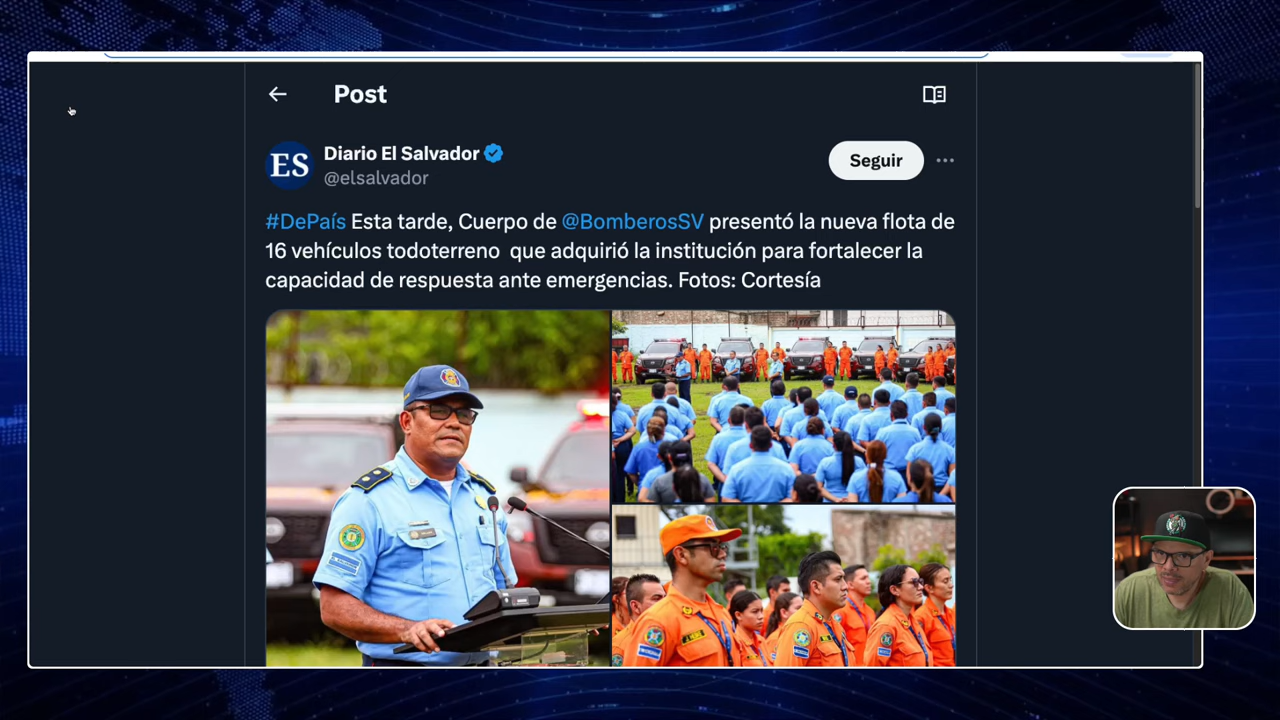 Post
ES
Diario El Salvador
@elsalvador
Seguir
#DePaís Esta tarde, Cuerpo de @BomberosSV presentó la nueva flota de
16 vehículos todoterreno que adquirió la institución para fortalecer la
capacidad de respuesta ante emergencias. Fotos: Cortesía